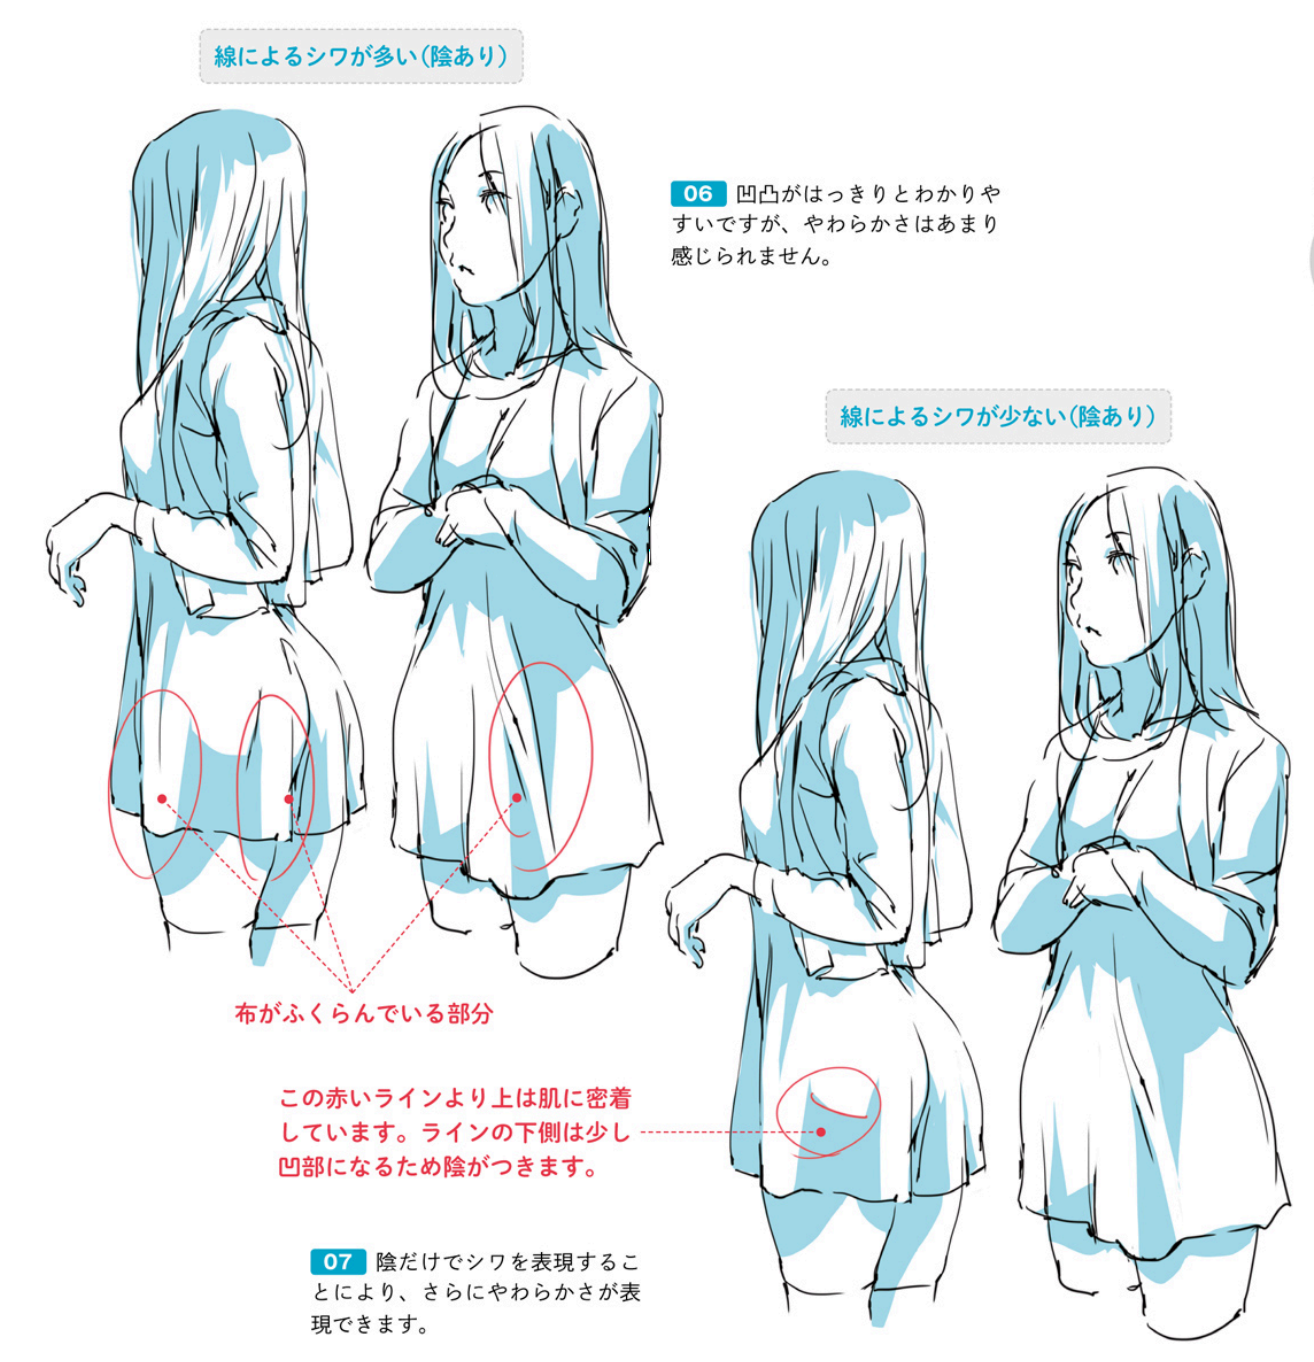 線によるシワが多い（陰あり）
06 凹凸がはっきりとわかりや
すいですが、やわらかさはあまり
感じられません。
線によるシワが少ない（陰あり）
布がふくらんでいる部分
この赤いラインより上は肌に密着
しています。ラインの下側は少し
凹部になるため陰がつきます。
07 陰だけでシワを表現するこ
とにより、さらにやわらかさが表
現できます。